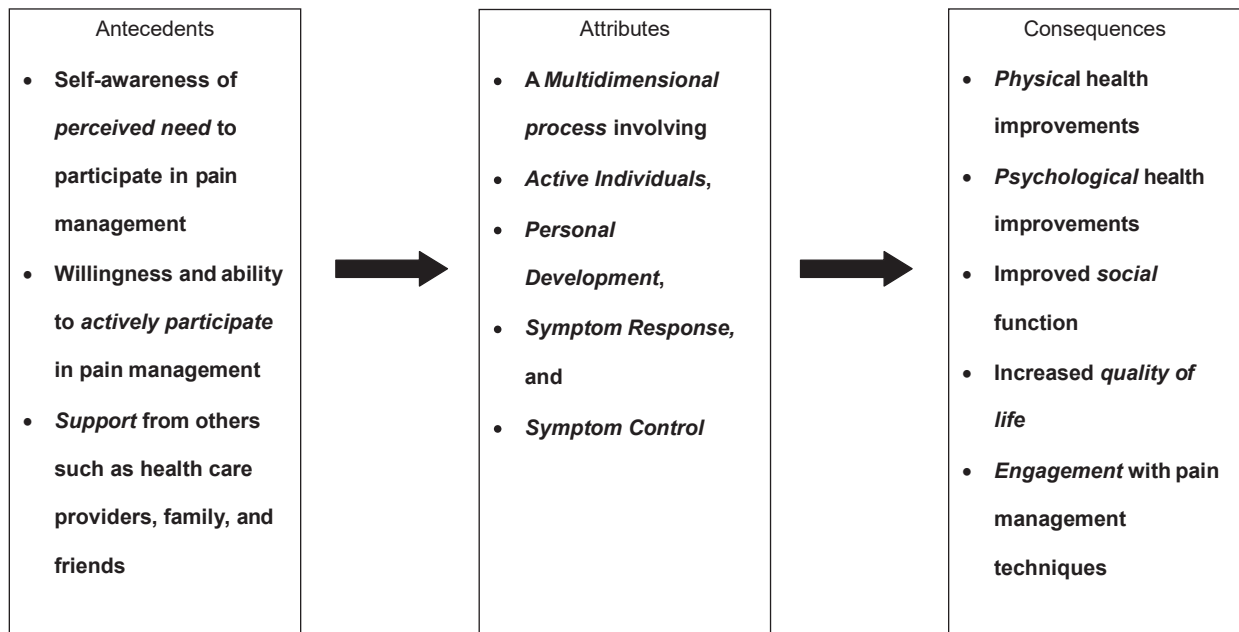 Antecedents
• Self-awareness of
perceived need to
participate in pain
management
• Willingness and ability
to actively participate
in pain management
• Support from others
such as health care
providers, family, and
friends
Attributes
• A Multidimensional
process involving
• Active Individuals,
• Personal
Development,
• Symptom Response,
and
• Symptom Control
Consequences
• Physical health
improvements
• Psychological health
improvements
• Improved social
function
• Increased quality of
life
• Engagement with pain
management
techniques